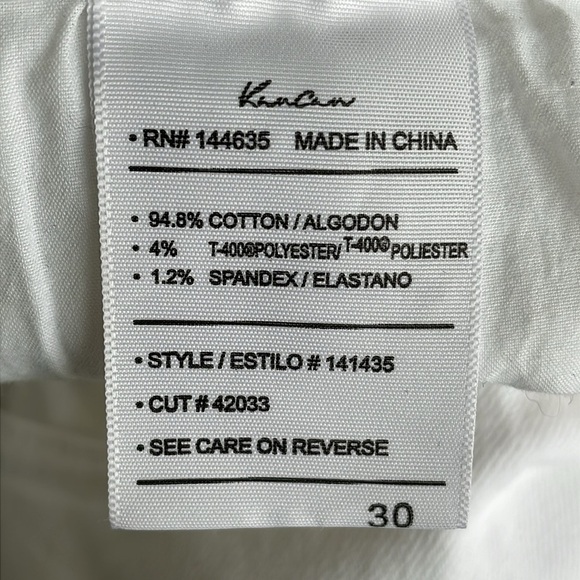 KanCan
• RN# 144635 MADE IN CHINA
• 94.8% COTTON / ALGODON
• 4% T-400®POLYESTER/ T-400® POLIESTER
• 1.2% SPANDEX / ELASTANO
• STYLE / ESTILO # 141435
• CUT # 42033
• SEE CARE ON REVERSE
30